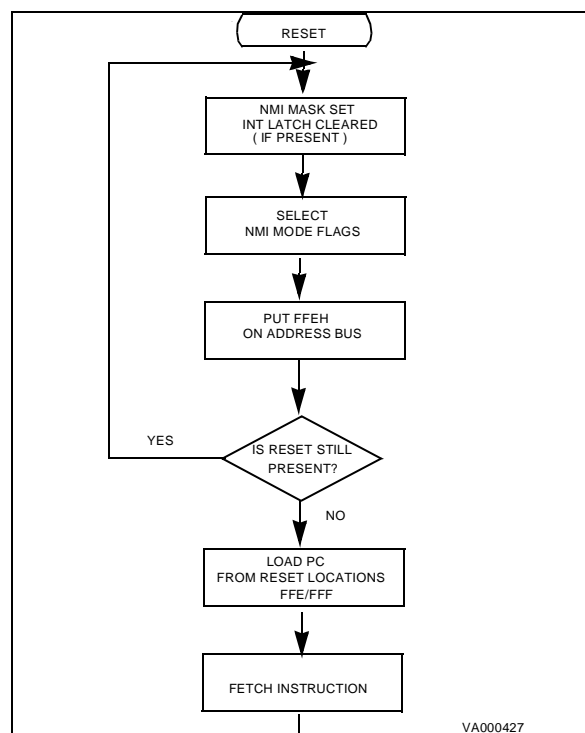 RESET
NMI MASK SET
INT LATCH CLEARED
( IF PRESENT )
SELECT
NMI MODE FLAGS
PUT FFEH
ON ADDRESS BUS
YES
IS RESET STILL
PRESENT?
NO
LOAD PC
FROM RESET LOCATIONS
FFE/FFF
FETCH INSTRUCTION
VA000427